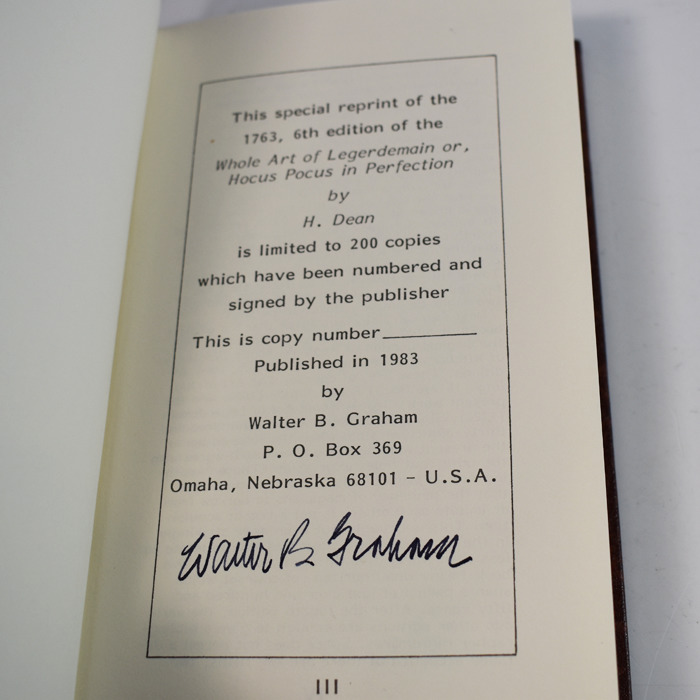 This special reprint of the
1763, 6th edition of the
Whole Art of Legerdemain or,
Hocus Pocus in Perfection
by
H. Dean
is limited to 200 copies
which have been numbered and
signed by the publisher
This is copy number__________
Published in 1983
by
Walter B. Graham
P. O. Box 369
Omaha, Nebraska 68101 - U.S.A.
Walter B Graham
III